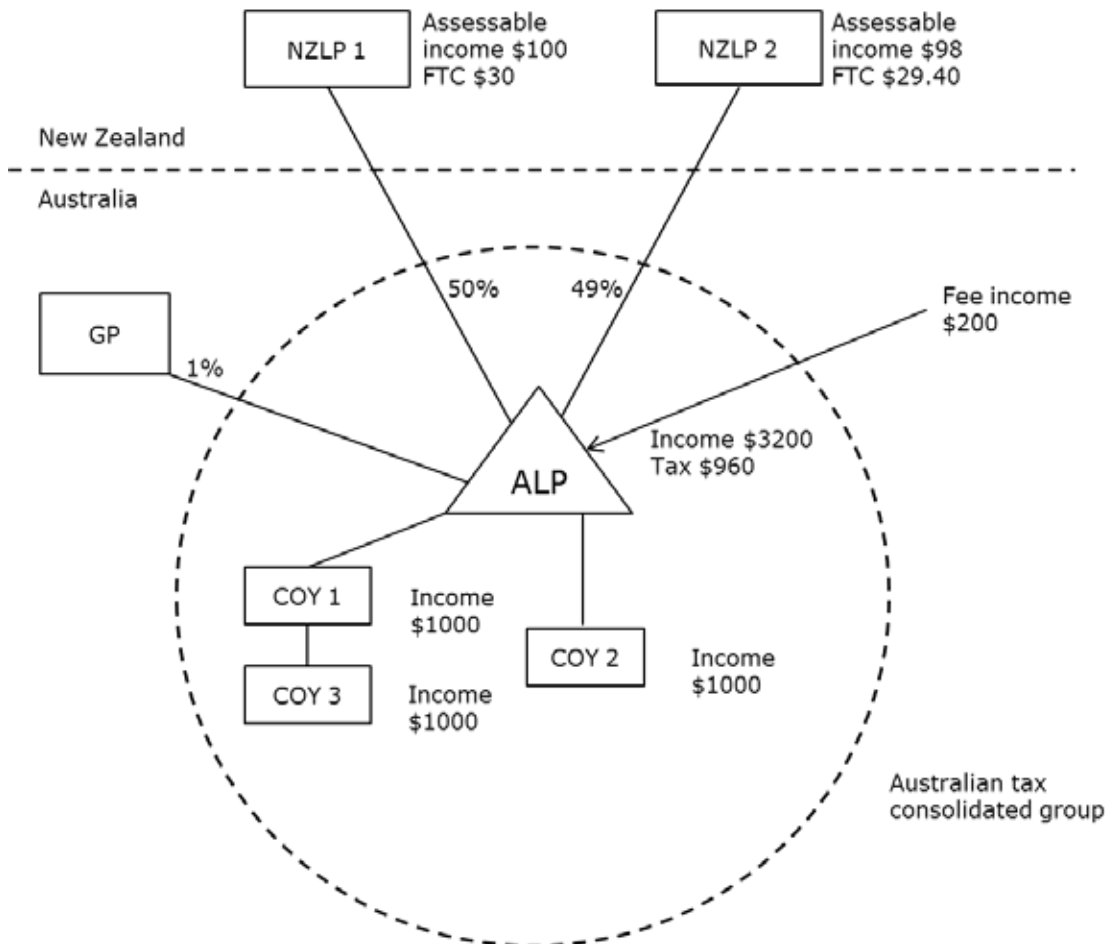 NZLP 1
Assessable
income $100
FTC $30
NZLP 2
Assessable
income $98
FTC $29.40
New Zealand
Australia
50%
49%
Fee income
$200
GP
1%
Income $3200
Tax $960
ALP
COY 1
Income
$1000
COY 2
Income
$1000
COY 3
Income
$1000
Australian tax
consolidated group